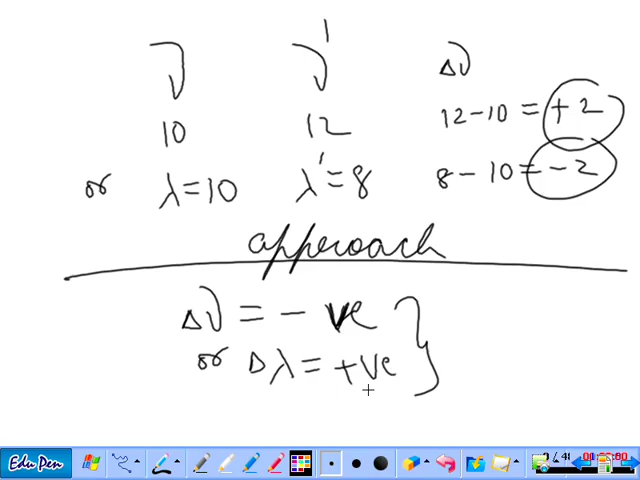 ν ν' Δν
10 12 12-10 = +2
or λ=10 λ'=8 8-10=-2
approach
Δν = - ve
or Δλ = +ve
Edu Pen